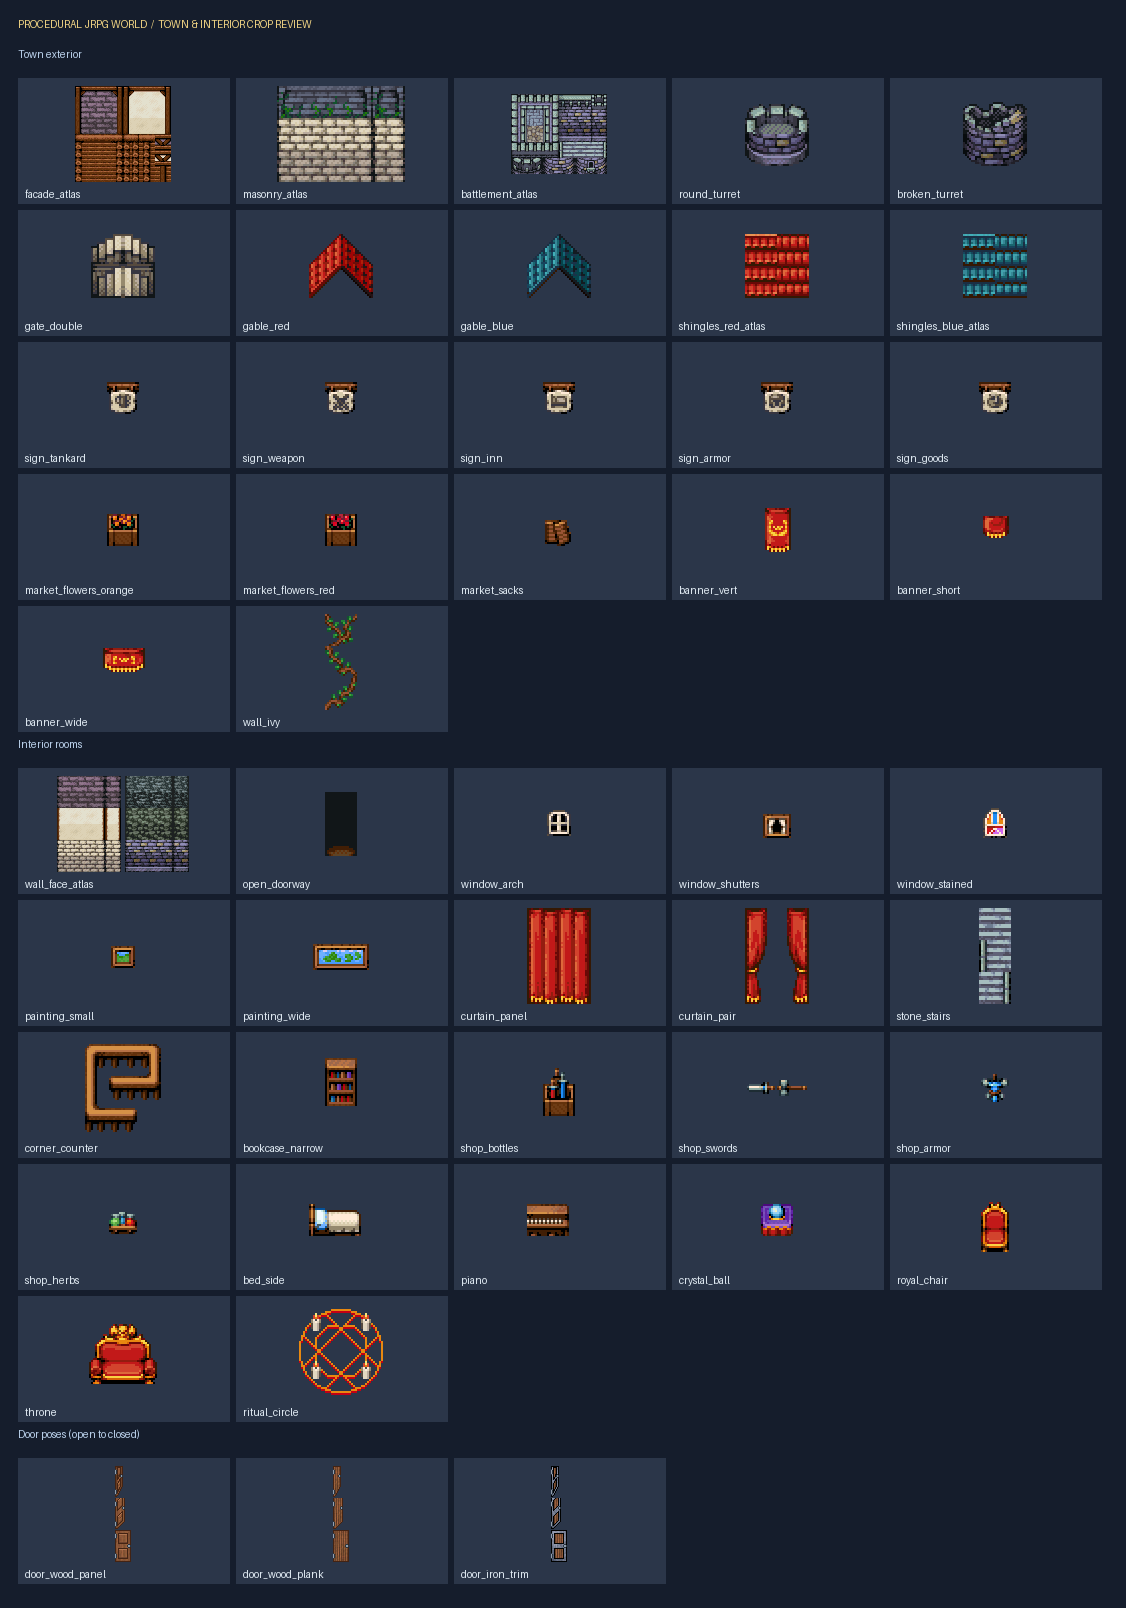 PROCEDURAL JRPG WORLD / TOWN & INTERIOR CROP REVIEW
Town exterior
facade_atlas
masonry_atlas
battlement_atlas
round_turret
broken_turret
gate_double
gable_red
gable_blue
shingles_red_atlas
shingles_blue_atlas
sign_tankard
sign_weapon
sign_inn
sign_armor
sign_goods
market_flowers_orange
market_flowers_red
market_sacks
banner_vert
banner_short
banner_wide
wall_ivy
Interior rooms
wall_face_atlas
open_doorway
window_arch
window_shutters
window_stained
painting_small
painting_wide
curtain_panel
curtain_pair
stone_stairs
corner_counter
bookcase_narrow
shop_bottles
shop_swords
shop_armor
shop_herbs
bed_side
piano
crystal_ball
royal_chair
throne
ritual_circle
Door poses (open to closed)
door_wood_panel
door_wood_plank
door_iron_trim